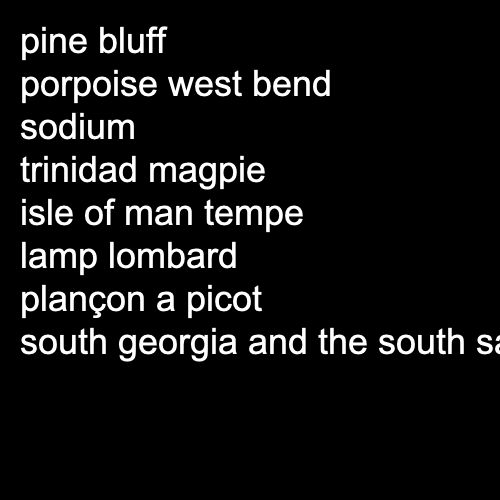 pine bluff
porpoise west bend
sodium
trinidad magpie
isle of man tempe
lamp lombard
plançon a picot
south georgia and the south